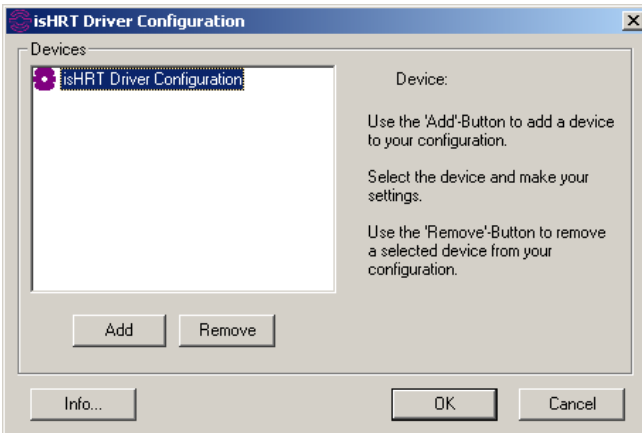 isHRT Driver Configuration
Devices
isHRT Driver Configuration
Device:
Use the 'Add'-Button to add a device
to your configuration.
Select the device and make your
settings.
Use the 'Remove'-Button to remove
a selected device from your
configuration.
Add
Remove
Info...
OK
Cancel